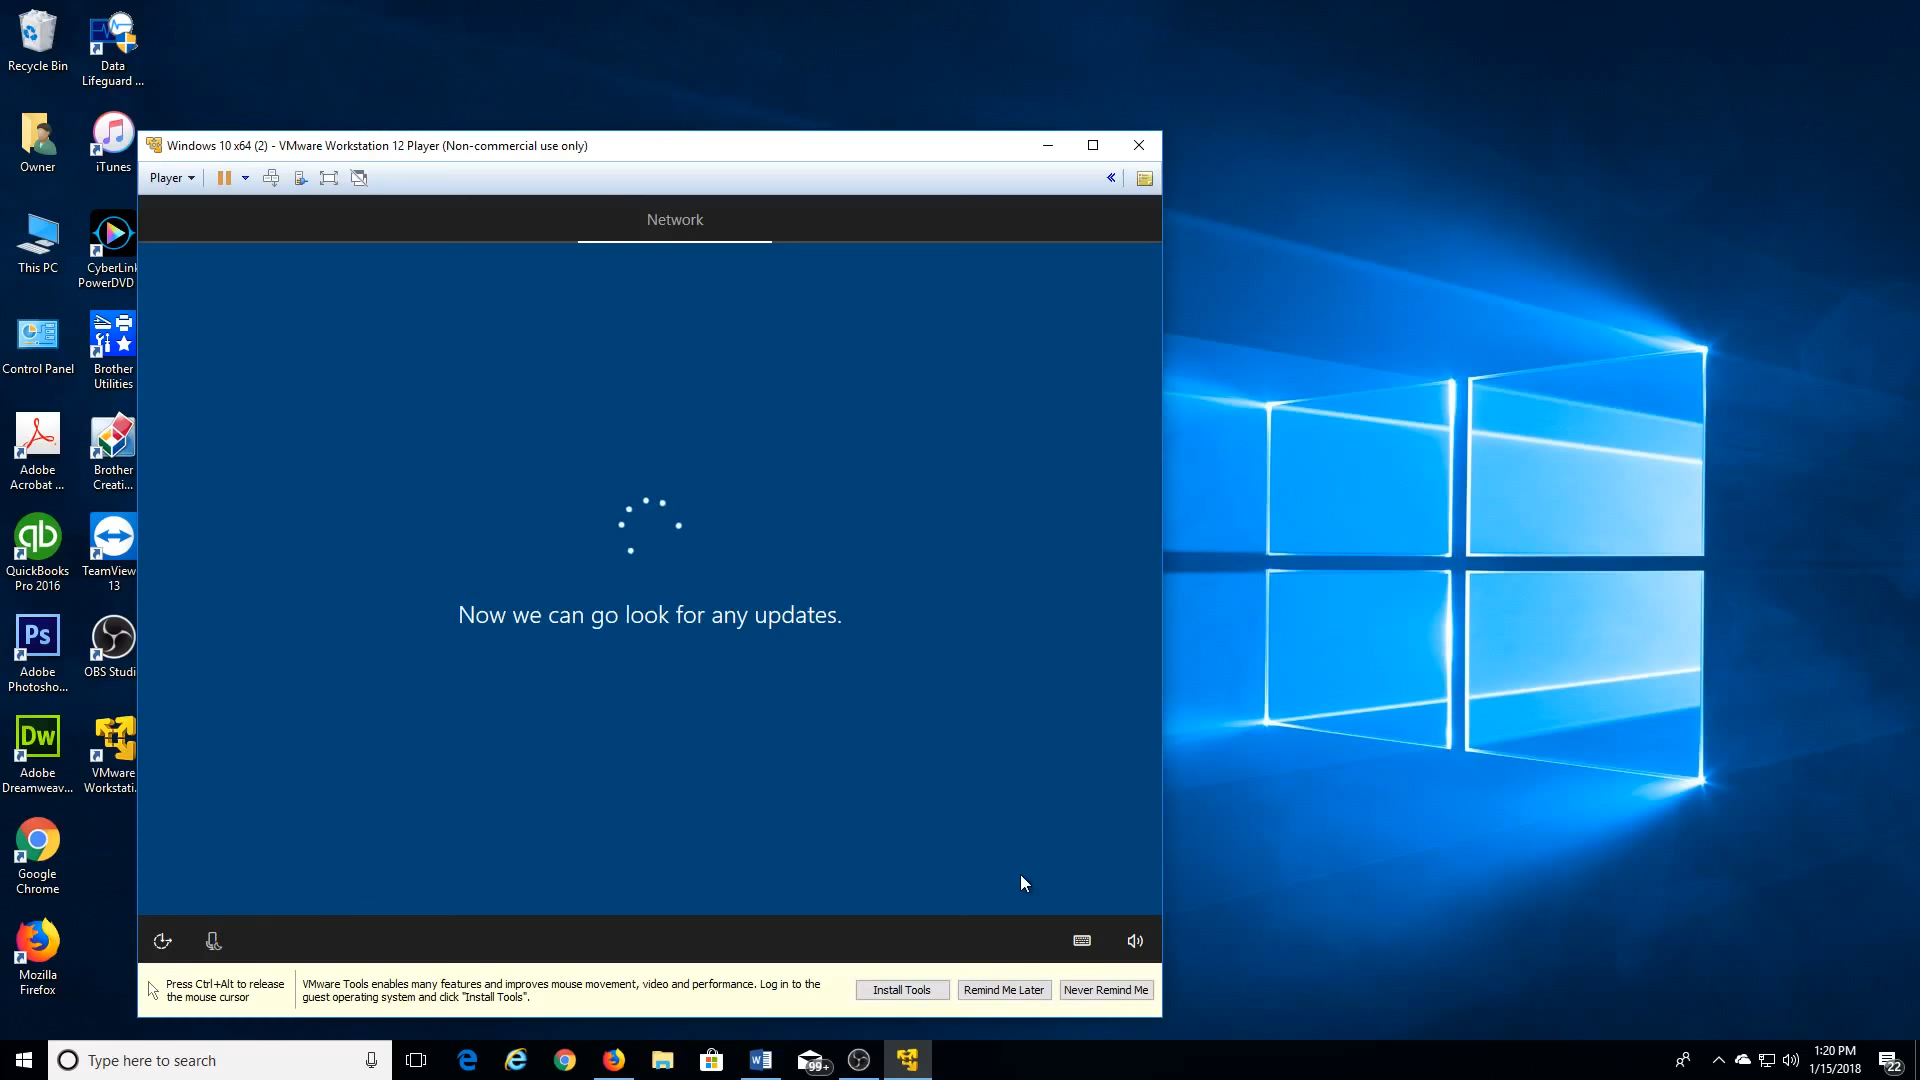 Recycle Bin
Data
Lifeguard ...
Owner
iTunes
This PC
CyberLink
PowerDVD
Control Panel
Brother
Utilities
Adobe
Acrobat ...
Brother
Creati...
QuickBooks
Pro 2016
TeamView
13
Adobe
Photosho...
OBS Studi
Adobe
Dreamweav...
VMware
Workstati.
Google
Chrome
Mozilla
Firefox
Windows 10 x64 (2) - VMware Workstation 12 Player (Non-commercial use only)
Player
Network
Now we can go look for any updates.
Press Ctrl+Alt to release
the mouse cursor
VMware Tools enables many features and improves mouse movement, video and performance. Log in to the
guest operating system and click "Install Tools".
Install Tools
Remind Me Later
Never Remind Me
qb
Ps
Dw
Type here to search
99+
1:20 PM
1/15/2018
22